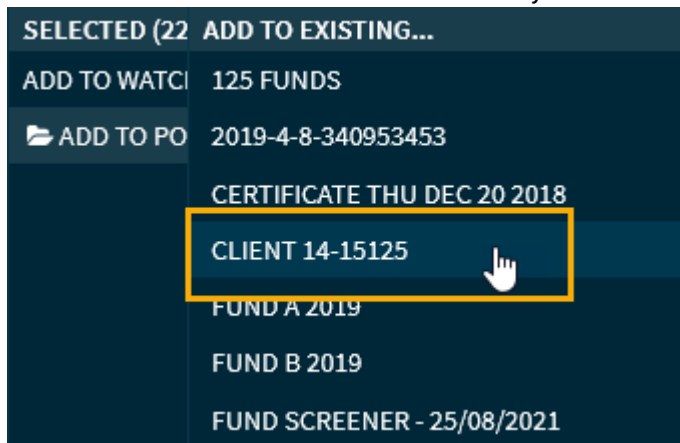 SELECTED (22
ADD TO EXISTING...
ADD TO WATC
125 FUNDS
ADD TO PO
2019-4-8-340953453
CERTIFICATE THU DEC 20 2018
CLIENT 14-15125
FUND A 2019
FUND B 2019
FUND SCREENER - 25/08/2021